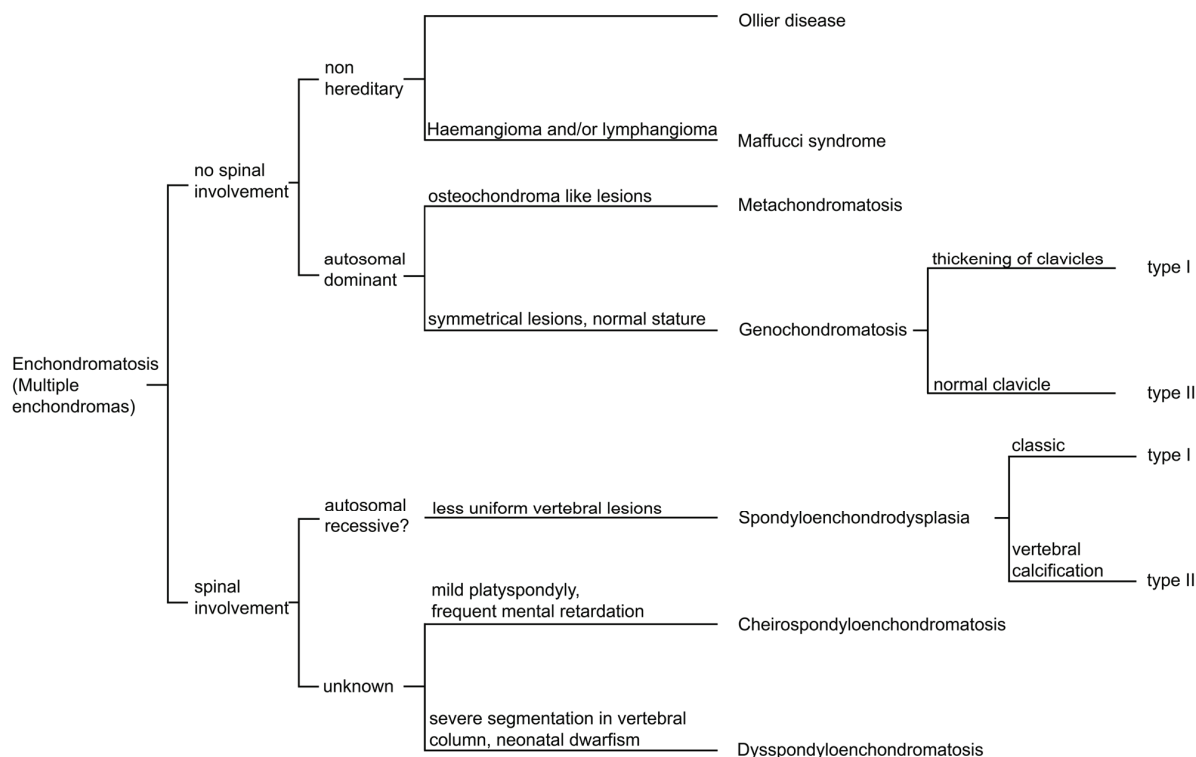 Ollier disease
non
hereditary
Haemangioma and/or lymphangioma
Maffucci syndrome
no spinal
involvement
osteochondroma like lesions
Metachondromatosis
autosomal
dominant
thickening of clavicles
type I
symmetrical lesions, normal stature
Genochondromatosis
Enchondromatosis
(Multiple
enchondromas)
normal clavicle
type II
classic
type I
autosomal
recessive?
less uniform vertebral lesions
Spondyloenchondrodysplasia
vertebral
calcification
type II
spinal
involvement
mild platyspondyly,
frequent mental retardation
Cheirospondyloenchondromatosis
unknown
severe segmentation in vertebral
column, neonatal dwarfism
Dysspondyloenchondromatosis